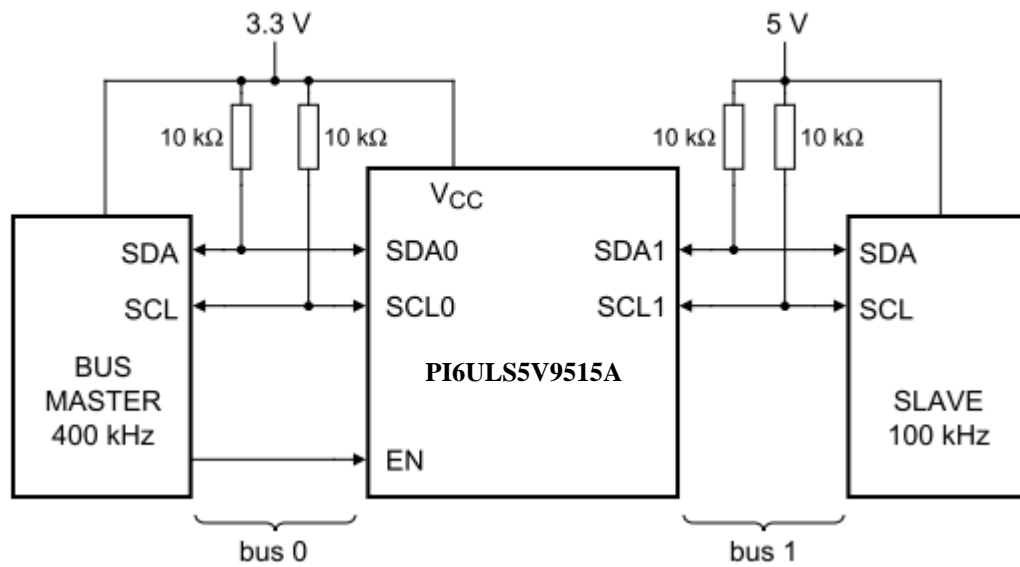 3.3 V
5 V
10 kΩ
10 kΩ
10 kΩ
10 kΩ
VCC
SDA
SDA0
SDA1
SDA
SCL
SCL0
SCL1
SCL
PI6ULS5V9515A
BUS
MASTER
400 kHz
SLAVE
100 kHz
EN
bus 0
bus 1